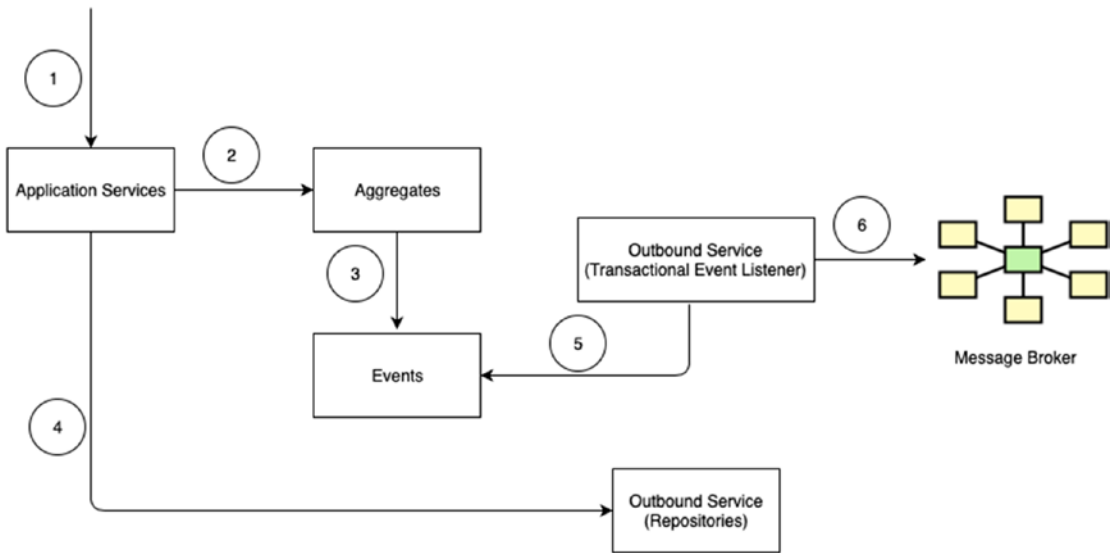 1
2
Application Services
Aggregates
3
Outbound Service
(Transactional Event Listener)
6
5
Events
Message Broker
4
Outbound Service
(Repositories)